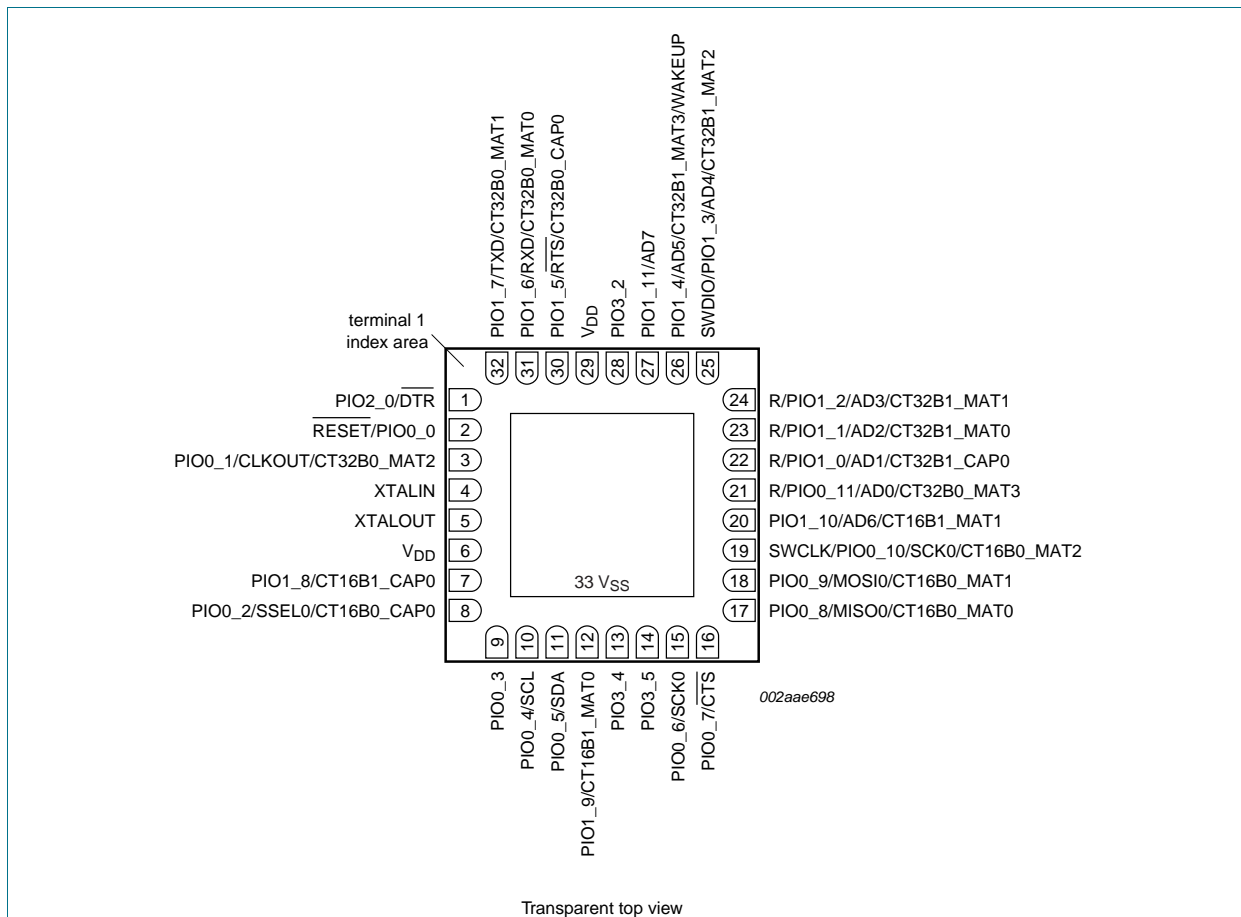 PIO1_7/TXD/CT32B0_MAT1
PIO1_6/RXD/CT32B0_MAT0
PIO1_5/RTS/CT32B0_CAP0
VDD
PIO3_2
PIO1_11/AD7
PIO1_4/AD5/CT32B1_MAT3/WAKEUP
SWDIO/PIO1_3/AD4/CT32B1_MAT2
terminal 1
index area
32
31
30
29
28
27
26
25
PIO2_0/DTR 1
RESET/PIO0_0 2
PIO0_1/CLKOUT/CT32B0_MAT2 3
XTALIN 4
XTALOUT 5
VDD 6
PIO1_8/CT16B1_CAP0 7
PIO0_2/SSEL0/CT16B0_CAP0 8
33 VSS
24 R/PIO1_2/AD3/CT32B1_MAT1
23 R/PIO1_1/AD2/CT32B1_MAT0
22 R/PIO1_0/AD1/CT32B1_CAP0
21 R/PIO0_11/AD0/CT32B0_MAT3
20 PIO1_10/AD6/CT16B1_MAT1
19 SWCLK/PIO0_10/SCK0/CT16B0_MAT2
18 PIO0_9/MOSI0/CT16B0_MAT1
17 PIO0_8/MISO0/CT16B0_MAT0
9
10
11
12
13
14
15
16
PIO0_3
PIO0_4/SCL
PIO0_5/SDA
PIO1_9/CT16B1_MAT0
PIO3_4
PIO3_5
PIO0_6/SCK0
PIO0_7/CTS
002aae698
Transparent top view